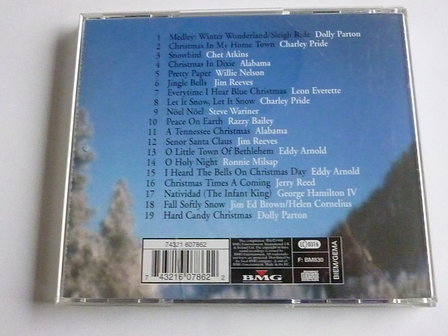 1 Medley: Winter Wonderland/Sleigh Ride Dolly Parton
2 Christmas In My Home Town Charley Pride
3 Snowbird Chet Atkins
4 Christmas In Dixie Alabama
5 Pretty Paper Willie Nelson
6 Jingle Bells Jim Reeves
7 Everytime I Hear Blue Christmas Leon Everette
8 Let It Snow, Let It Snow Charley Pride
9 Nöel Nöel Steve Wariner
10 Peace On Earth Razzy Bailey
11 A Tennessee Christmas Alabama
12 Senor Santa Claus Jim Reeves
13 O Little Town Of Bethlehem Eddy Arnold
14 O Holy Night Ronnie Milsap
15 I Heard The Bells On Christmas Day Eddy Arnold
16 Christmas Times A Coming Jerry Reed
17 Natividad (The Infant King) George Hamilton IV
18 Fall Softly Snow Jim Ed Brown/Helen Cornelius
19 Hard Candy Christmas Dolly Parton
74321 607862
7 43216 07862 2
BMG
LC 0316
F: BM830
BIEM/GEMA